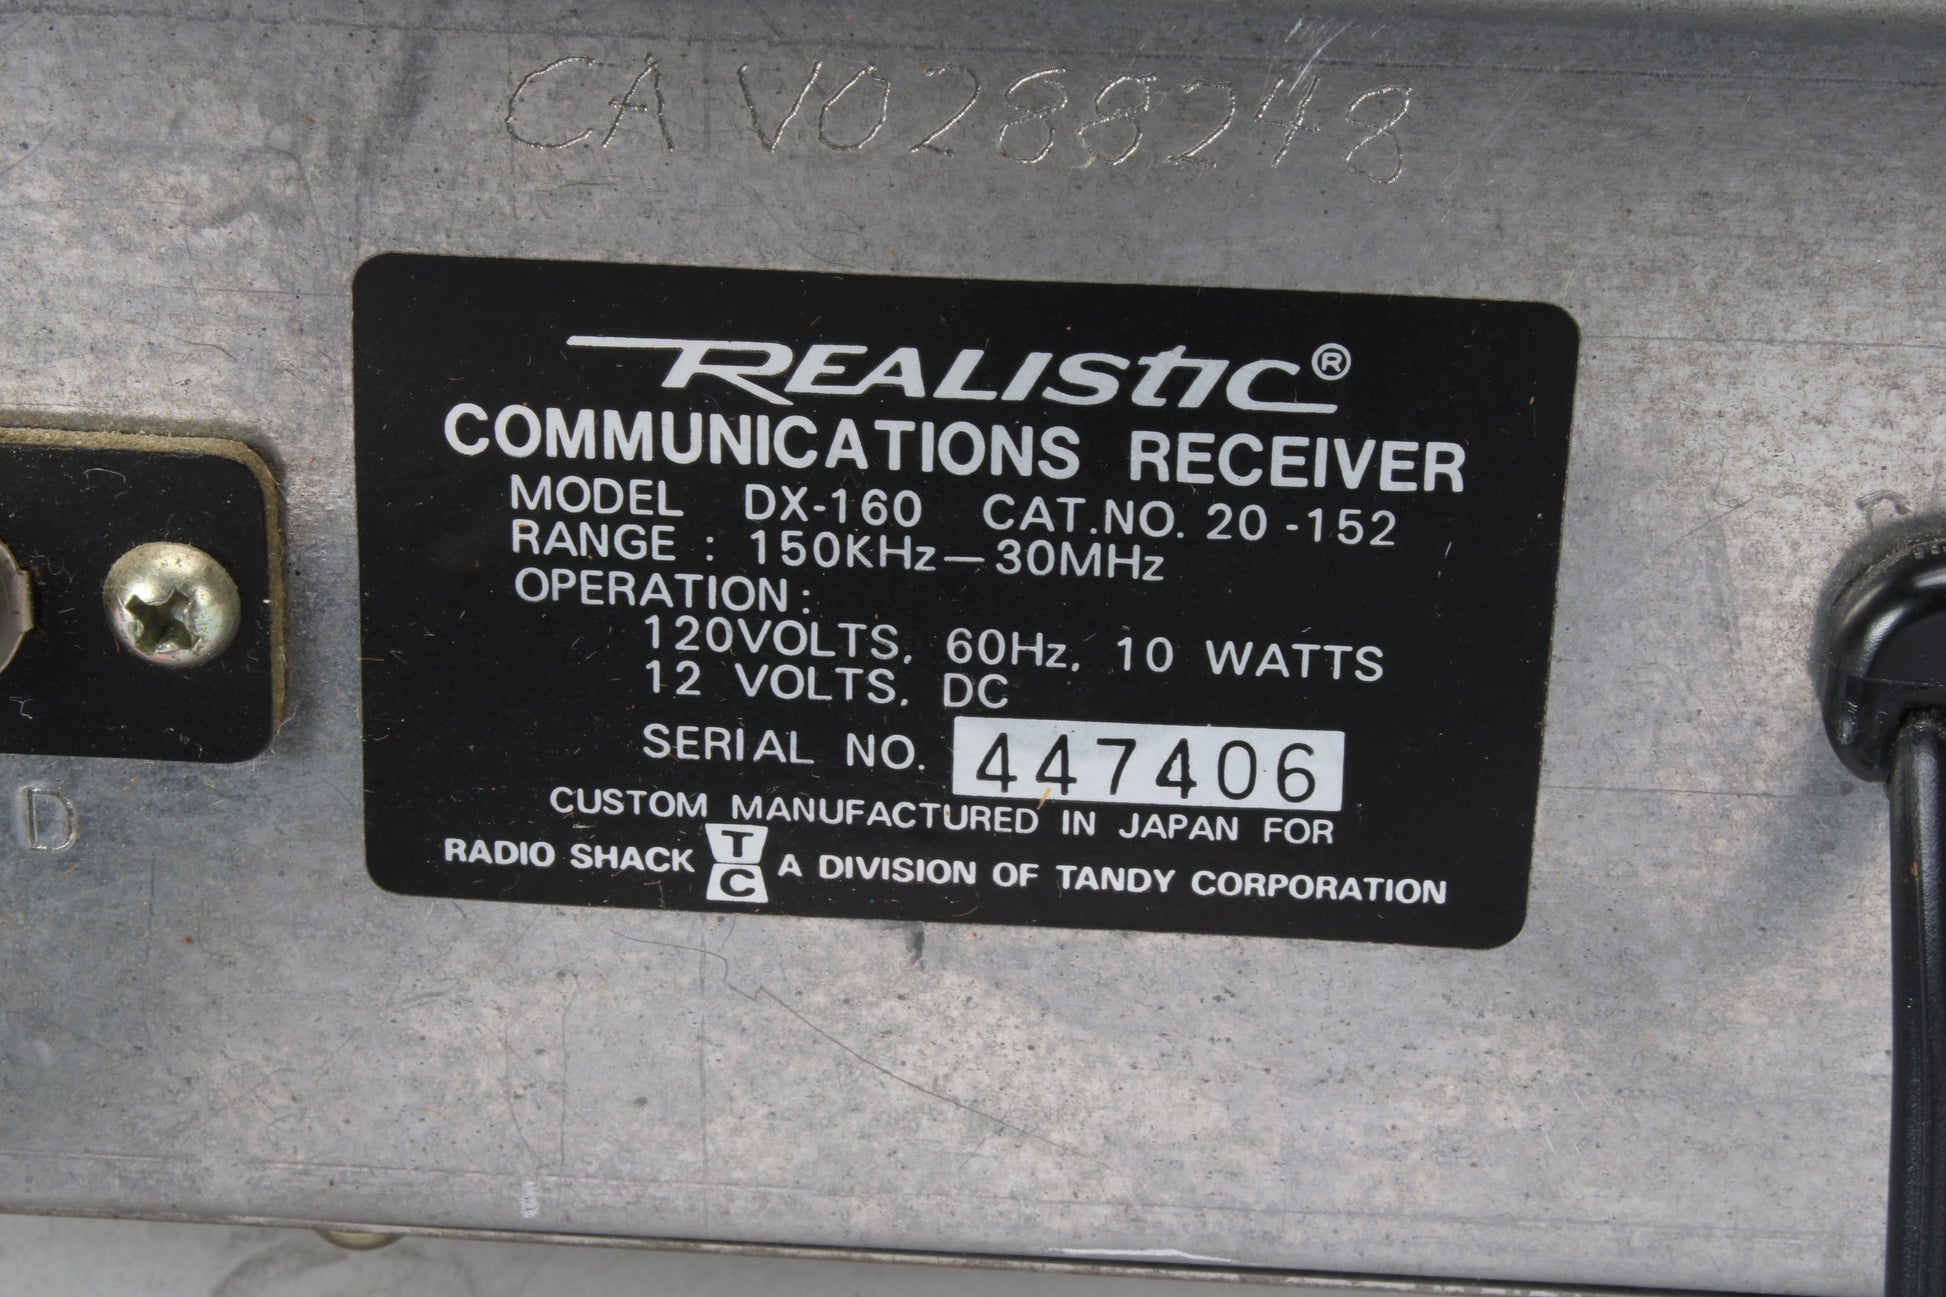 CA V0288248
REALISTIC®
COMMUNICATIONS RECEIVER
MODEL DX-160 CAT.NO. 20-152
RANGE : 150KHz—30MHz
OPERATION:
120VOLTS, 60Hz, 10 WATTS
12 VOLTS, DC
SERIAL NO. 447406
CUSTOM MANUFACTURED IN JAPAN FOR
RADIO SHACK TC A DIVISION OF TANDY CORPORATION
D